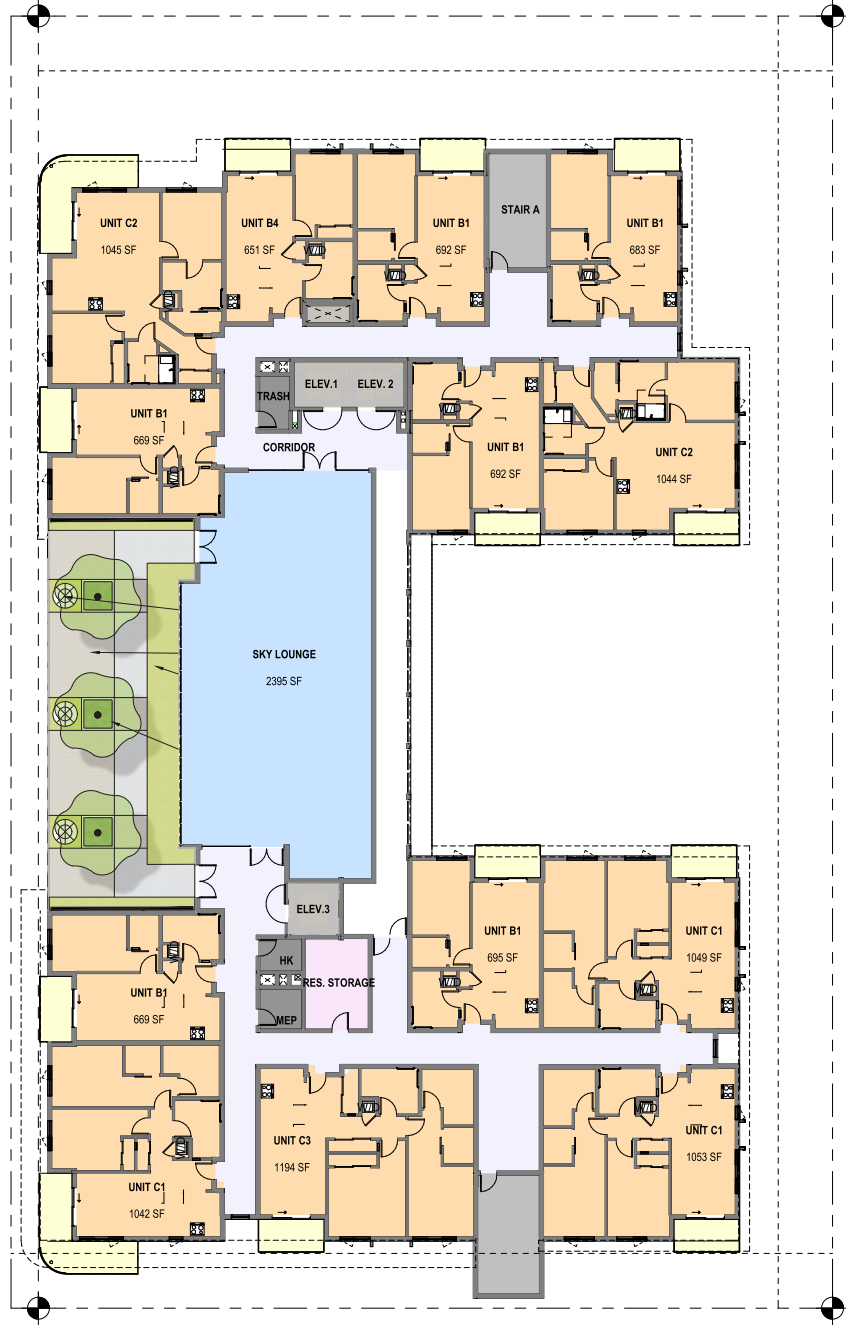 UNIT C2
1045 SF
UNIT B4
651 SF
UNIT B1
692 SF
STAIR A
UNIT B1
683 SF
W/D
W/D
W/D
W/D
ELEV.1
ELEV. 2
TRASH
UNIT B1
669 SF
CORRIDOR
UNIT B1
692 SF
UNIT C2
1044 SF
W/D
W/D
W/D
SKY LOUNGE
2395 SF
ELEV.3
UNIT B1
695 SF
UNIT C1
1049 SF
W/D
HK
RES. STORAGE
MEP
W/D
W/D
UNIT B1
669 SF
W/D
W/D
UNIT C3
1194 SF
UNIT C1
1053 SF
W/D
UNIT C1
1042 SF